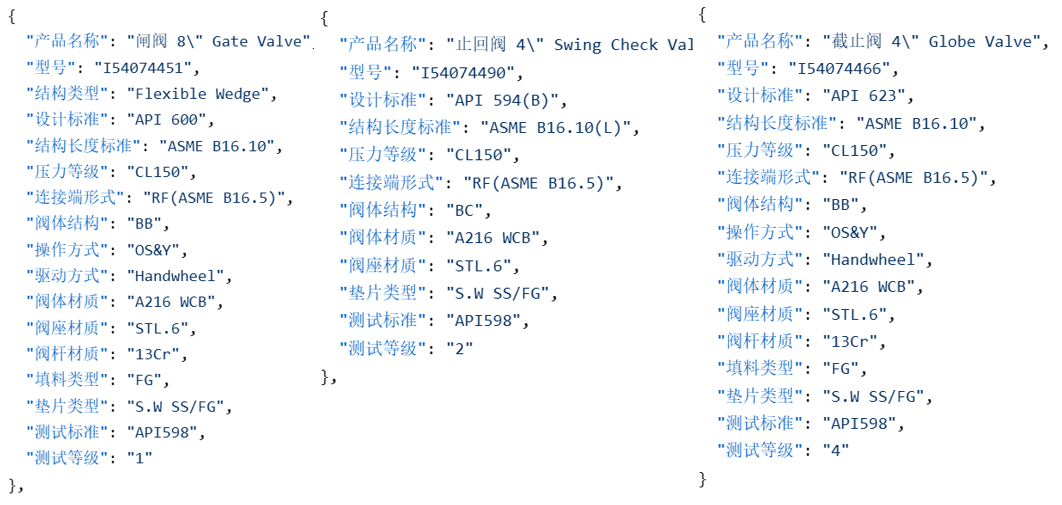 {
"产品名称": "闸阀 8\" Gate Valve"
"型号": "I54074451",
"结构类型": "Flexible Wedge",
"设计标准": "API 600",
"结构长度标准": "ASME B16.10",
"压力等级": "CL150",
"连接端形式": "RF(ASME B16.5)",
"阀体结构": "BB",
"操作方式": "OS&Y",
"驱动方式": "Handwheel",
"阀体材质": "A216 WCB",
"阀座材质": "STL.6",
"阀杆材质": "13Cr",
"填料类型": "FG",
"垫片类型": "S.W SS/FG",
"测试标准": "API598",
"测试等级": "1"
},
{
"产品名称": "止回阀 4\" Swing Check Val
"型号": "I54074490",
"设计标准": "API 594(B)",
"结构长度标准": "ASME B16.10(L)",
"压力等级": "CL150",
"连接端形式": "RF(ASME B16.5)",
"阀体结构": "BC",
"阀体材质": "A216 WCB",
"阀座材质": "STL.6",
"垫片类型": "S.W SS/FG",
"测试标准": "API598",
"测试等级": "2"
},
{
"产品名称": "截止阀 4\" Globe Valve",
"型号": "I54074466",
"设计标准": "API 623",
"结构长度标准": "ASME B16.10",
"压力等级": "CL150",
"连接端形式": "RF(ASME B16.5)",
"阀体结构": "BB",
"操作方式": "OS&Y",
"驱动方式": "Handwheel",
"阀体材质": "A216 WCB",
"阀座材质": "STL.6",
"阀杆材质": "13Cr",
"填料类型": "FG",
"垫片类型": "S.W SS/FG",
"测试标准": "API598",
"测试等级": "4"
}